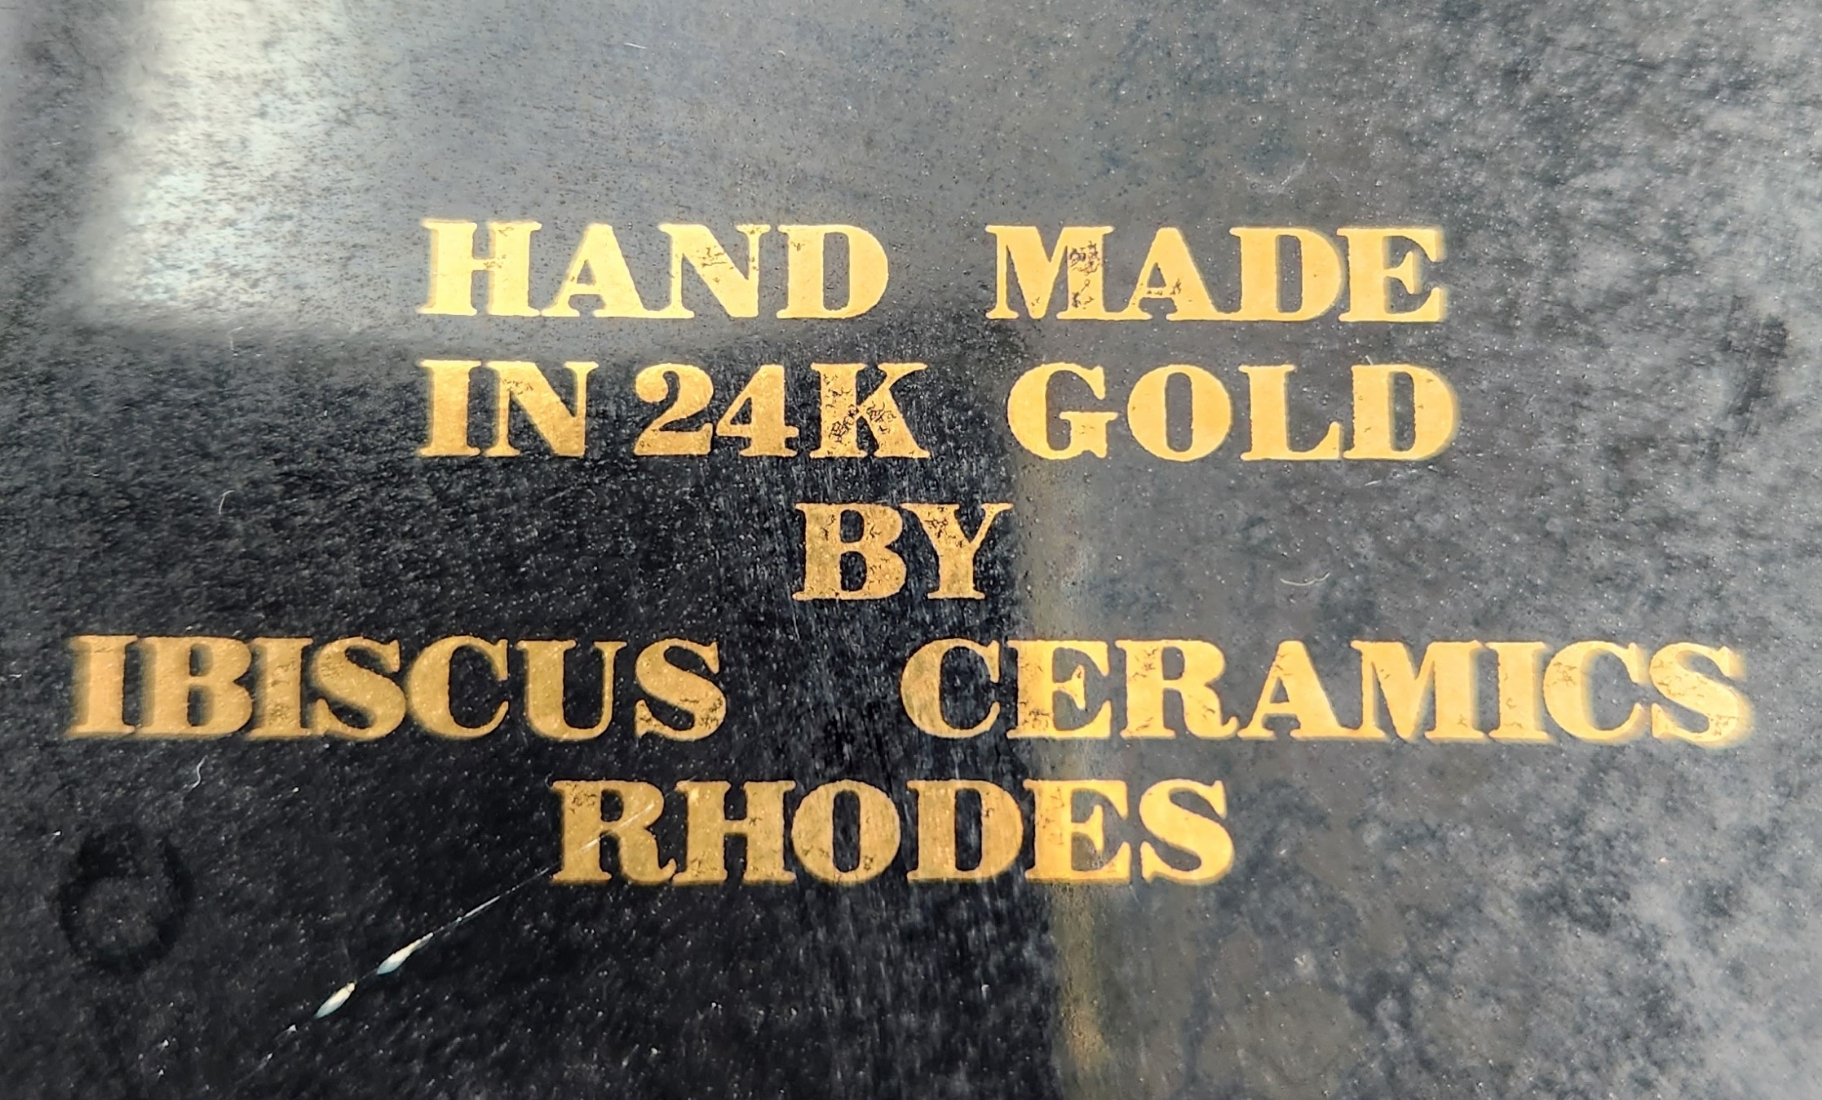 HAND MADE
IN 24K GOLD
BY
IBISCUS CERAMICS
RHODES